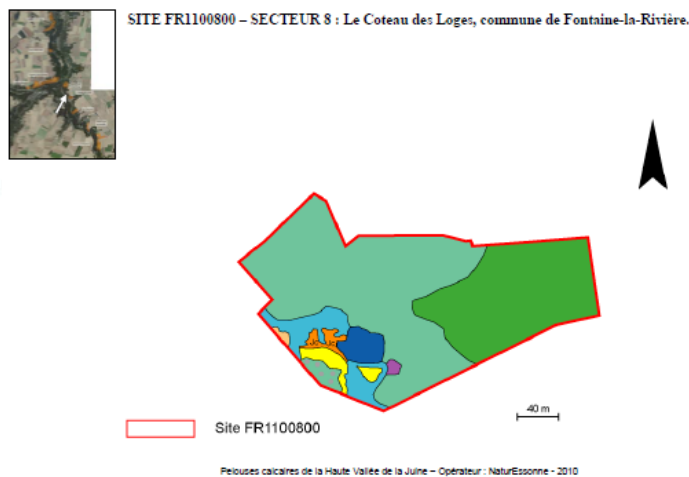 SITE FR1100800 – SECTEUR 8 : Le Coteau des Loges, commune de Fontaine-la-Rivière.
40 m
Site FR1100800
Pelouses calcaires de la Haute Vallée de la Juine – Opérateur : NaturEssonne - 2010